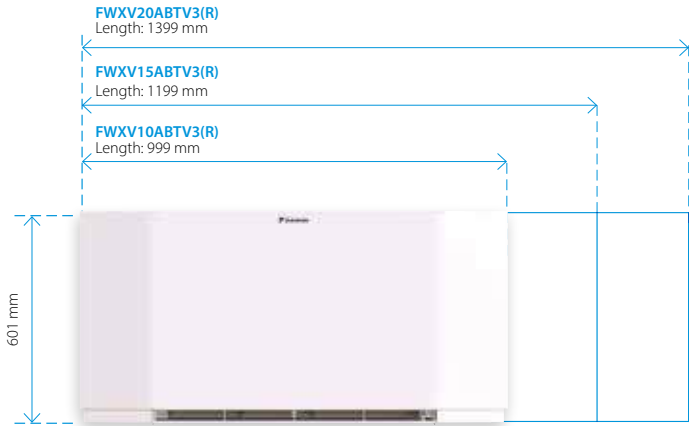 FWXV20ABTV3(R)
Length: 1399 mm
FWXV15ABTV3(R)
Length: 1199 mm
FWXV10ABTV3(R)
Length: 999 mm
601 mm